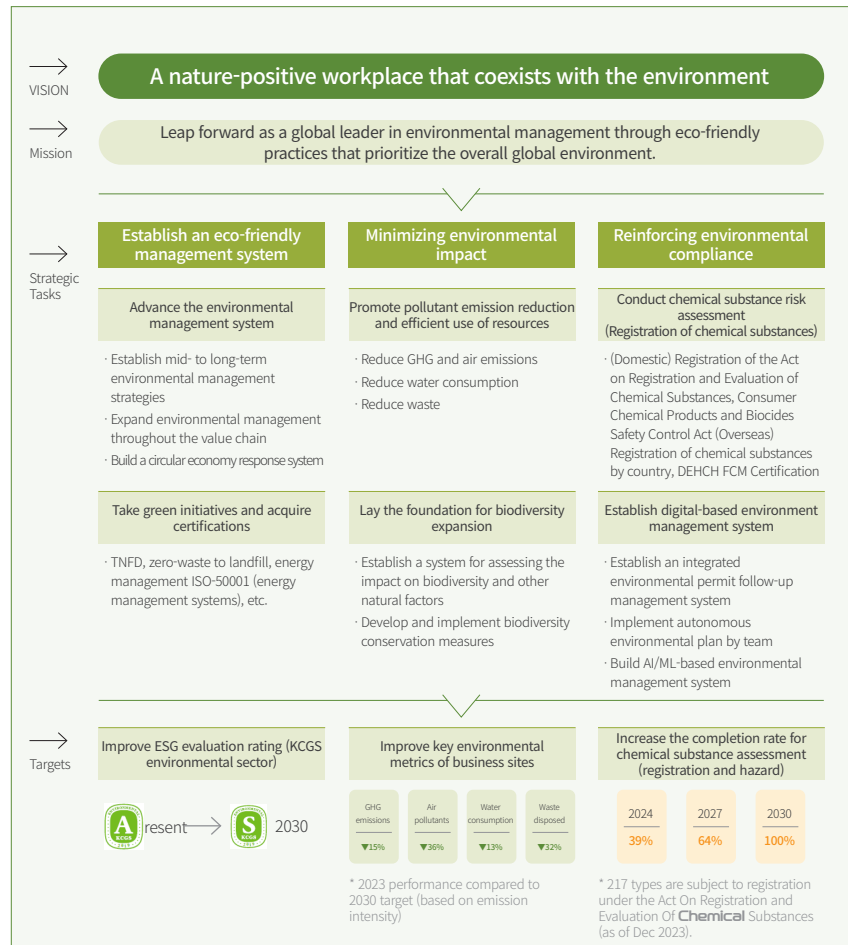 VISION
A nature-positive workplace that coexists with the environment
Mission
Leap forward as a global leader in environmental management through eco-friendly
practices that prioritize the overall global environment.
Strategic
Tasks
Establish an eco-friendly
management system
Advance the environmental
management system
· Establish mid- to long-term
environmental management
strategies
· Expand environmental management
throughout the value chain
· Build a circular economy response system
Take green initiatives and acquire
certifications
· TNFD, zero-waste to landfill, energy
management ISO-50001 (energy
management systems), etc.
Minimizing environmental
impact
Promote pollutant emission reduction
and efficient use of resources
· Reduce GHG and air emissions
· Reduce water consumption
· Reduce waste
Lay the foundation for biodiversity
expansion
· Establish a system for assessing the
impact on biodiversity and other
natural factors
· Develop and implement biodiversity
conservation measures
Reinforcing environmental
compliance
Conduct chemical substance risk
assessment
(Registration of chemical substances)
· (Domestic) Registration of the Act
on Registration and Evaluation of
Chemical Substances, Consumer
Chemical Products and Biocides
Safety Control Act (Overseas)
Registration of chemical substances
by country, DEHCH FCM Certification
Establish digital-based environment
management system
· Establish an integrated
environmental permit follow-up
management system
· Implement autonomous
environmental plan by team
· Build AI/ML-based environmental
management system
Targets
Improve ESG evaluation rating (KCGS
environmental sector)
A
KCGS
resent
S
KCGS
2030
Improve key environmental
metrics of business sites
GHG
emissions
▼15%
Air
pollutants
▼36%
Water
consumption
▼13%
Waste
disposed
▼32%
* 2023 performance compared to
2030 target (based on emission
intensity)
Increase the completion rate for
chemical substance assessment
(registration and hazard)
2024
39%
2027
64%
2030
100%
* 217 types are subject to registration
under the Act On Registration and
Evaluation Of Chemical Substances
(as of Dec 2023).